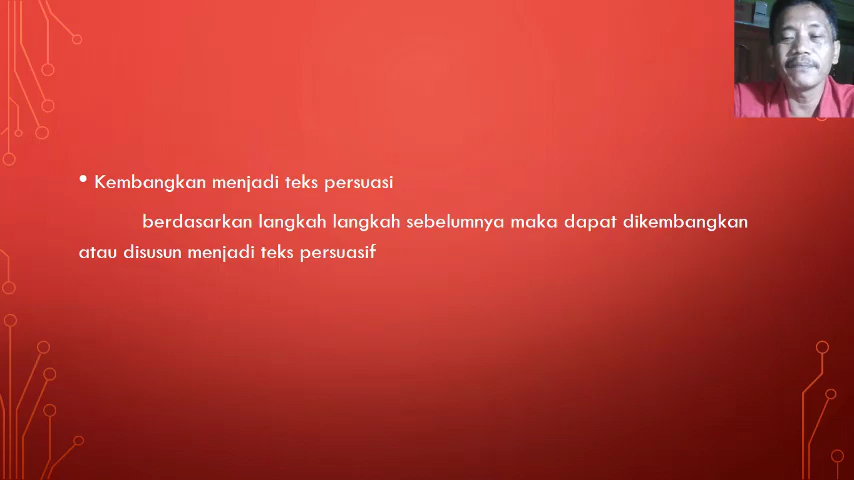 • Kembangkan menjadi teks persuasi
berdasarkan langkah langkah sebelumnya maka dapat dikembangkan
atau disusun menjadi teks persuasif